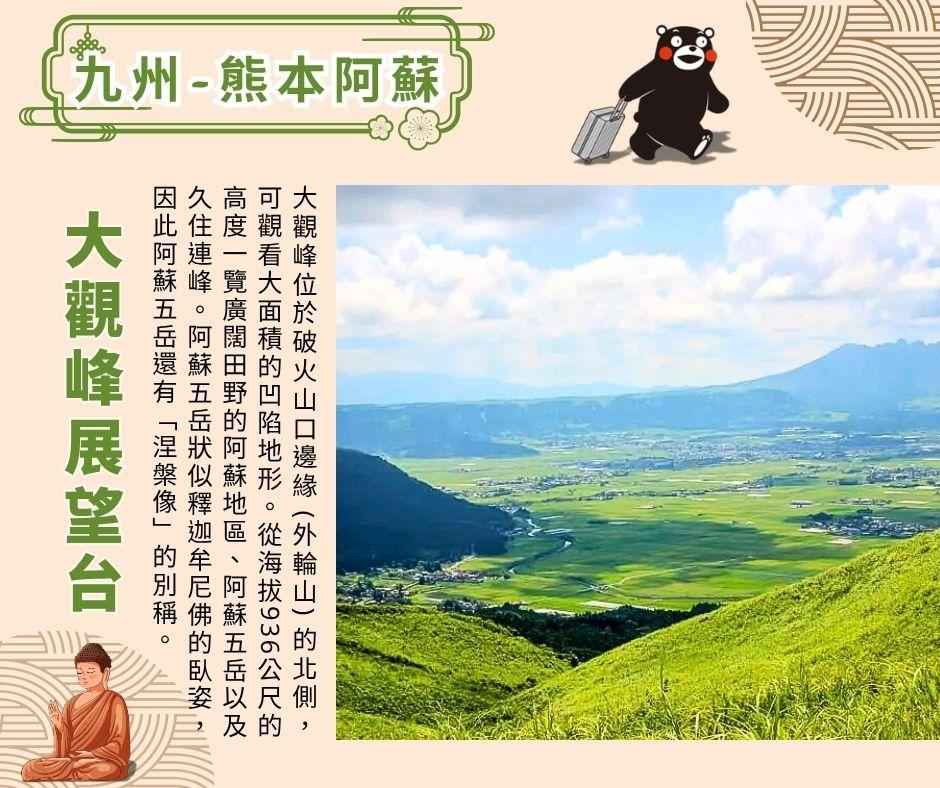 九州-熊本阿蘇
大觀峰展望台
大觀峰位於破火山口邊緣(外輪山)的北側，
可觀看大面積的凹陷地形。從海拔936公尺的
高度一覽廣闊田野的阿蘇地區、阿蘇五岳以及
久住連峰。阿蘇五岳狀似釋迦牟尼佛的臥姿，
因此阿蘇五岳還有「涅槃像」的別稱。